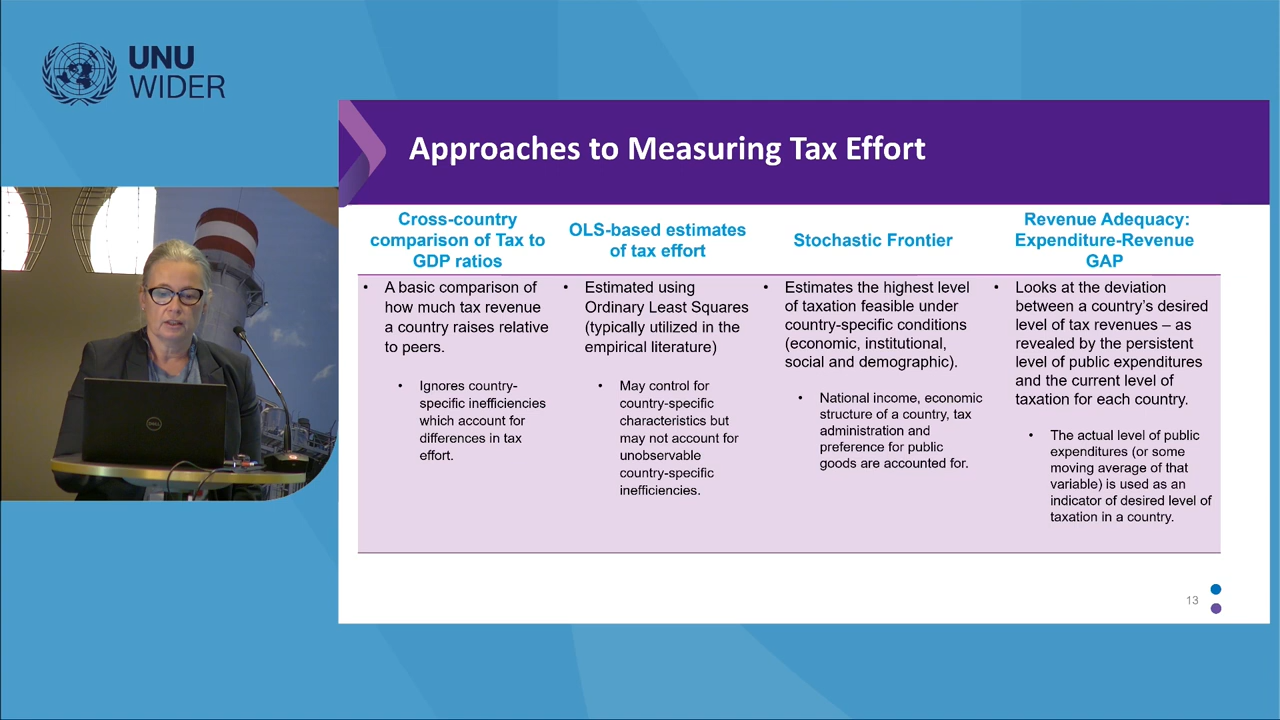 UNU
WIDER
Approaches to Measuring Tax Effort
Cross-country
comparison of Tax to
GDP ratios
• A basic comparison of
how much tax revenue
a country raises relative
to peers.
• Ignores country-
specific inefficiencies
which account for
differences in tax
effort.
OLS-based estimates
of tax effort
• Estimated using
Ordinary Least Squares
(typically utilized in the
empirical literature)
• May control for
country-specific
characteristics but
may not account for
unobservable
country-specific
inefficiencies.
Stochastic Frontier
• Estimates the highest level
of taxation feasible under
country-specific conditions
(economic, institutional,
social and demographic).
• National income, economic
structure of a country, tax
administration and
preference for public
goods are accounted for.
Revenue Adequacy:
Expenditure-Revenue
GAP
• Looks at the deviation
between a country's desired
level of tax revenues – as
revealed by the persistent
level of public expenditures
and the current level of
taxation for each country.
• The actual level of public
expenditures (or some
moving average of that
variable) is used as an
indicator of desired level of
taxation in a country.
13
DELL